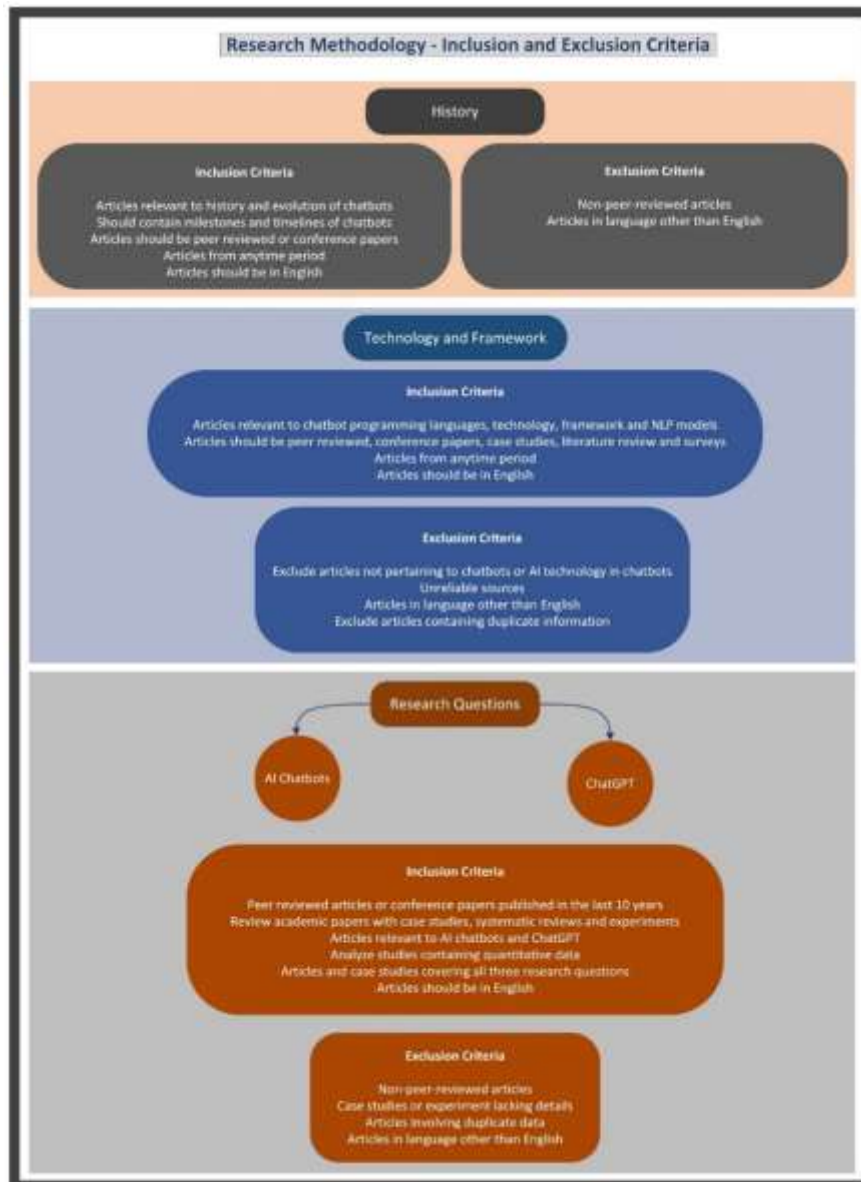 Research Methodology - Inclusion and Exclusion Criteria
History
Inclusion Criteria
Articles relevant to history and evolution of chatbots
Should contain milestones and timelines of chatbots
Articles should be peer reviewed or conference papers
Articles from anytime period
Articles should be in English
Exclusion Criteria
Non-peer-reviewed articles
Articles in language other than English
Technology and Framework
Inclusion Criteria
Articles relevant to chatbot programming languages, technology, framework and NLP models
Articles should be peer reviewed, conference papers, case studies, literature review and surveys
Articles from anytime period
Articles should be in English
Exclusion Criteria
Exclude articles not pertaining to chatbots or AI technology in chatbots
Unreliable sources
Articles in language other than English
Exclude articles containing duplicate information
Research Questions
AI Chatbots
ChatGPT
Inclusion Criteria
Peer reviewed articles or conference papers published in the last 10 years
Review academic papers with case studies, systematic reviews and experiments
Articles relevant to AI chatbots and ChatGPT
Analyze studies containing quantitative data
Articles and case studies covering all three research questions
Articles should be in English
Exclusion Criteria
Non-peer-reviewed articles
Case studies or experiment lacking details
Articles involving duplicate data
Articles in language other than English